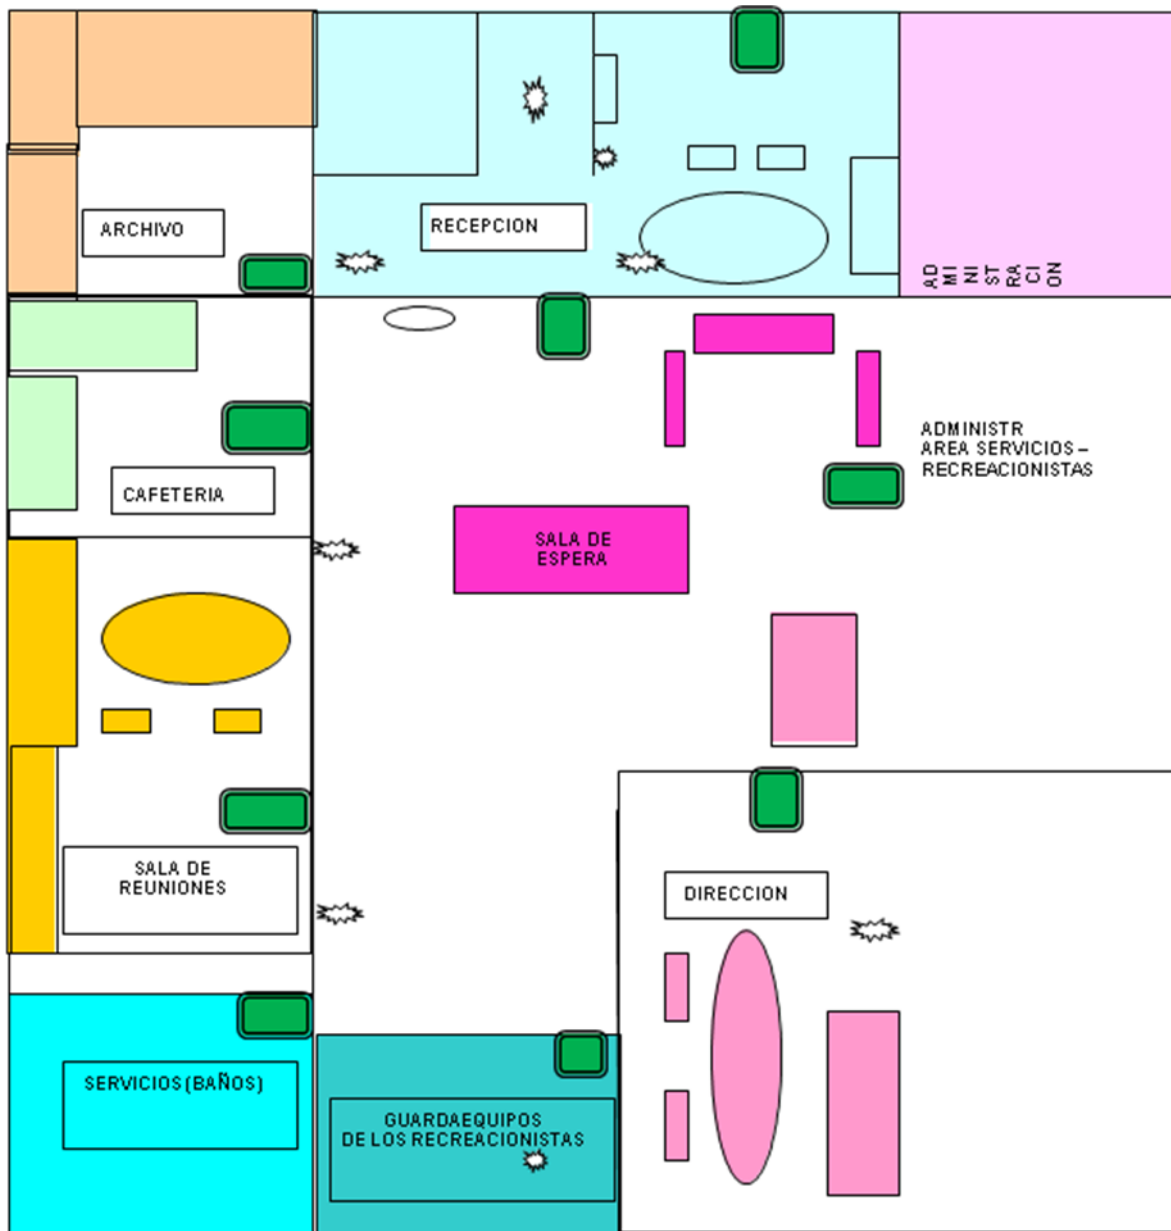 ARCHIVO
RECEPCION
AD
MI
NI
ST
RA
CI
ON
ADMINISTR
AREA SERVICIOS –
RECREACIONISTAS
CAFETERIA
SALA DE
ESPERA
SALA DE
REUNIONES
DIRECCION
SERVICIOS (BAÑOS)
GUARDAEQUIPOS
DE LOS RECREACIONISTAS